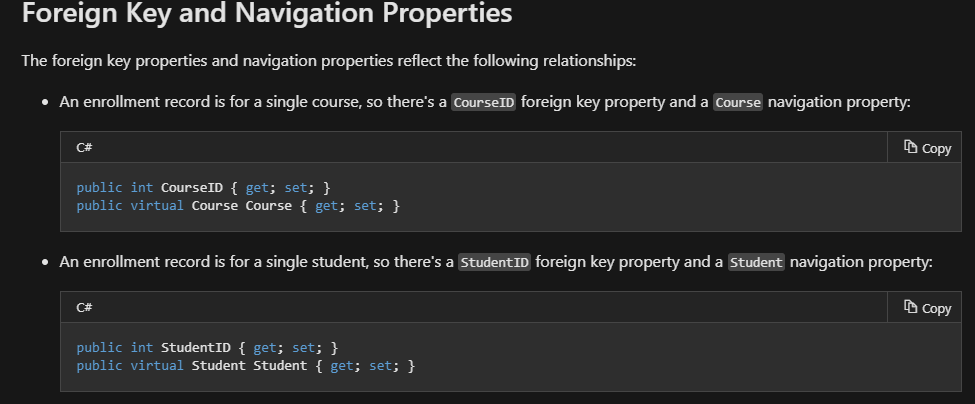 Foreign Key and Navigation Properties
The foreign key properties and navigation properties reflect the following relationships:
• An enrollment record is for a single course, so there's a CourseID foreign key property and a Course navigation property:
C# Copy
public int CourseID { get; set; }
public virtual Course Course { get; set; }
• An enrollment record is for a single student, so there's a StudentID foreign key property and a Student navigation property:
C# Copy
public int StudentID { get; set; }
public virtual Student Student { get; set; }